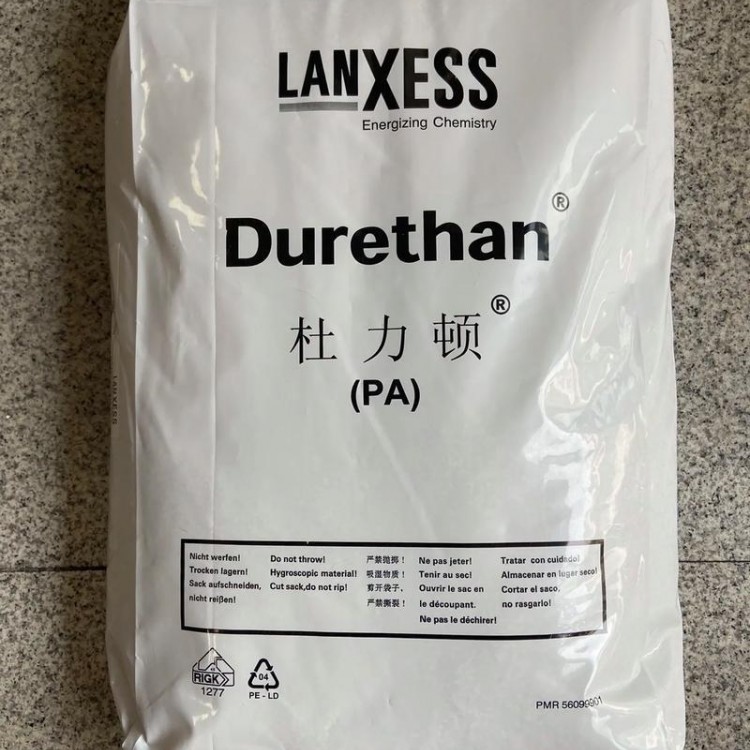 LANXESS
Energizing Chemistry
Durethan®
杜力顿®
(PA)
LANXESS
Nicht werfen!
Trocken lagern!
Sack aufschneiden,
nicht reißen!
Do not throw!
Hygroscopic material!
Cut sack,do not rip!
严禁抛掷！
吸湿物质！
剪开袋子，
严禁撕裂！
Ne pas jeter!
Tenir au sec!
Ouvrir le sac en
le découpant.
Ne pas le déchirer!
Tratar con cuidado!
Almacenar en lugar seco!
Cortar el saco,
no rasgarlo!
RIGK
1277
04
PE - LD
PMR 56099901